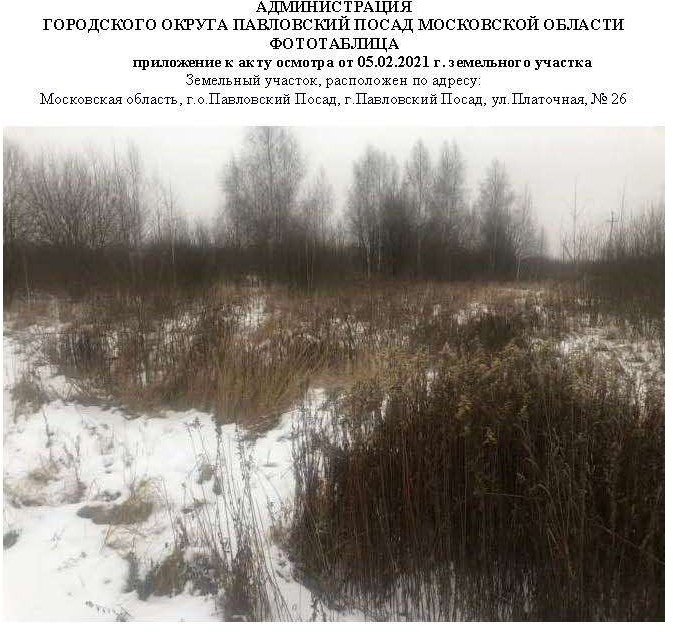 АДМИНИСТРАЦИЯ
ГОРОДСКОГО ОКРУГА ПАВЛОВСКИЙ ПОСАД МОСКОВСКОЙ ОБЛАСТИ
ФОТОТАБЛИЦА
приложение к акту осмотра от 05.02.2021 г. земельного участка
Земельный участок, расположен по адресу:
Московская область, г.о.Павловский Посад, г.Павловский Посад, ул.Платочная, № 26